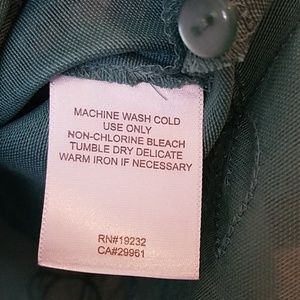 MACHINE WASH COLD
USE ONLY
NON-CHLORINE BLEACH
TUMBLE DRY DELICATE
WARM IRON IF NECESSARY
RN#19232
CA#29961